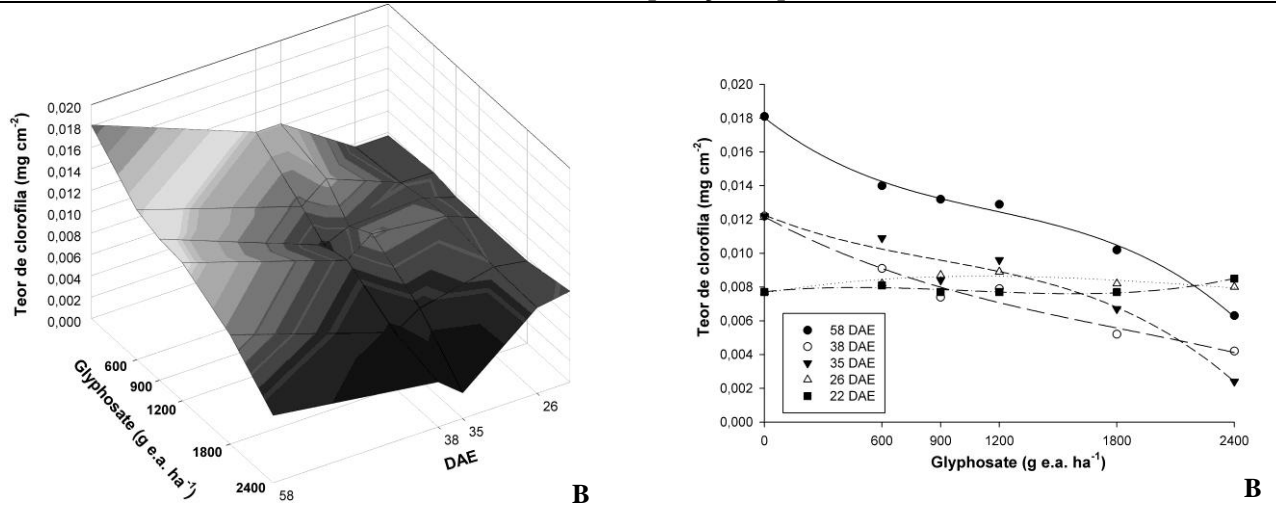 0,020
0,018
0,016
0,014
0,012
0,010
0,008
0,006
0,004
0,002
0,000
Teor de clorofila (mg cm-2)
600
900
1200
1800
2400
Glyphosate (g e.a. ha-1)
58
38
35
26
DAE
B
0,020
0,018
0,016
0,014
0,012
0,010
0,008
0,006
0,004
0,002
0,000
Teor de clorofila (mg cm-2)
58 DAE
38 DAE
35 DAE
26 DAE
22 DAE
0 600 900 1200 1800 2400
Glyphosate (g e.a. ha-1)
B